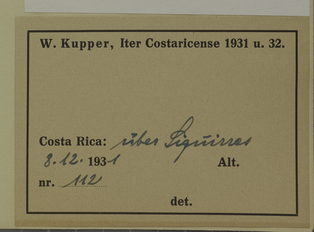 W. Kupper, Iter Costaricense 1931 u. 32.
Costa Rica: über Siquirres
8.12.1931 Alt.
nr. 112
det.